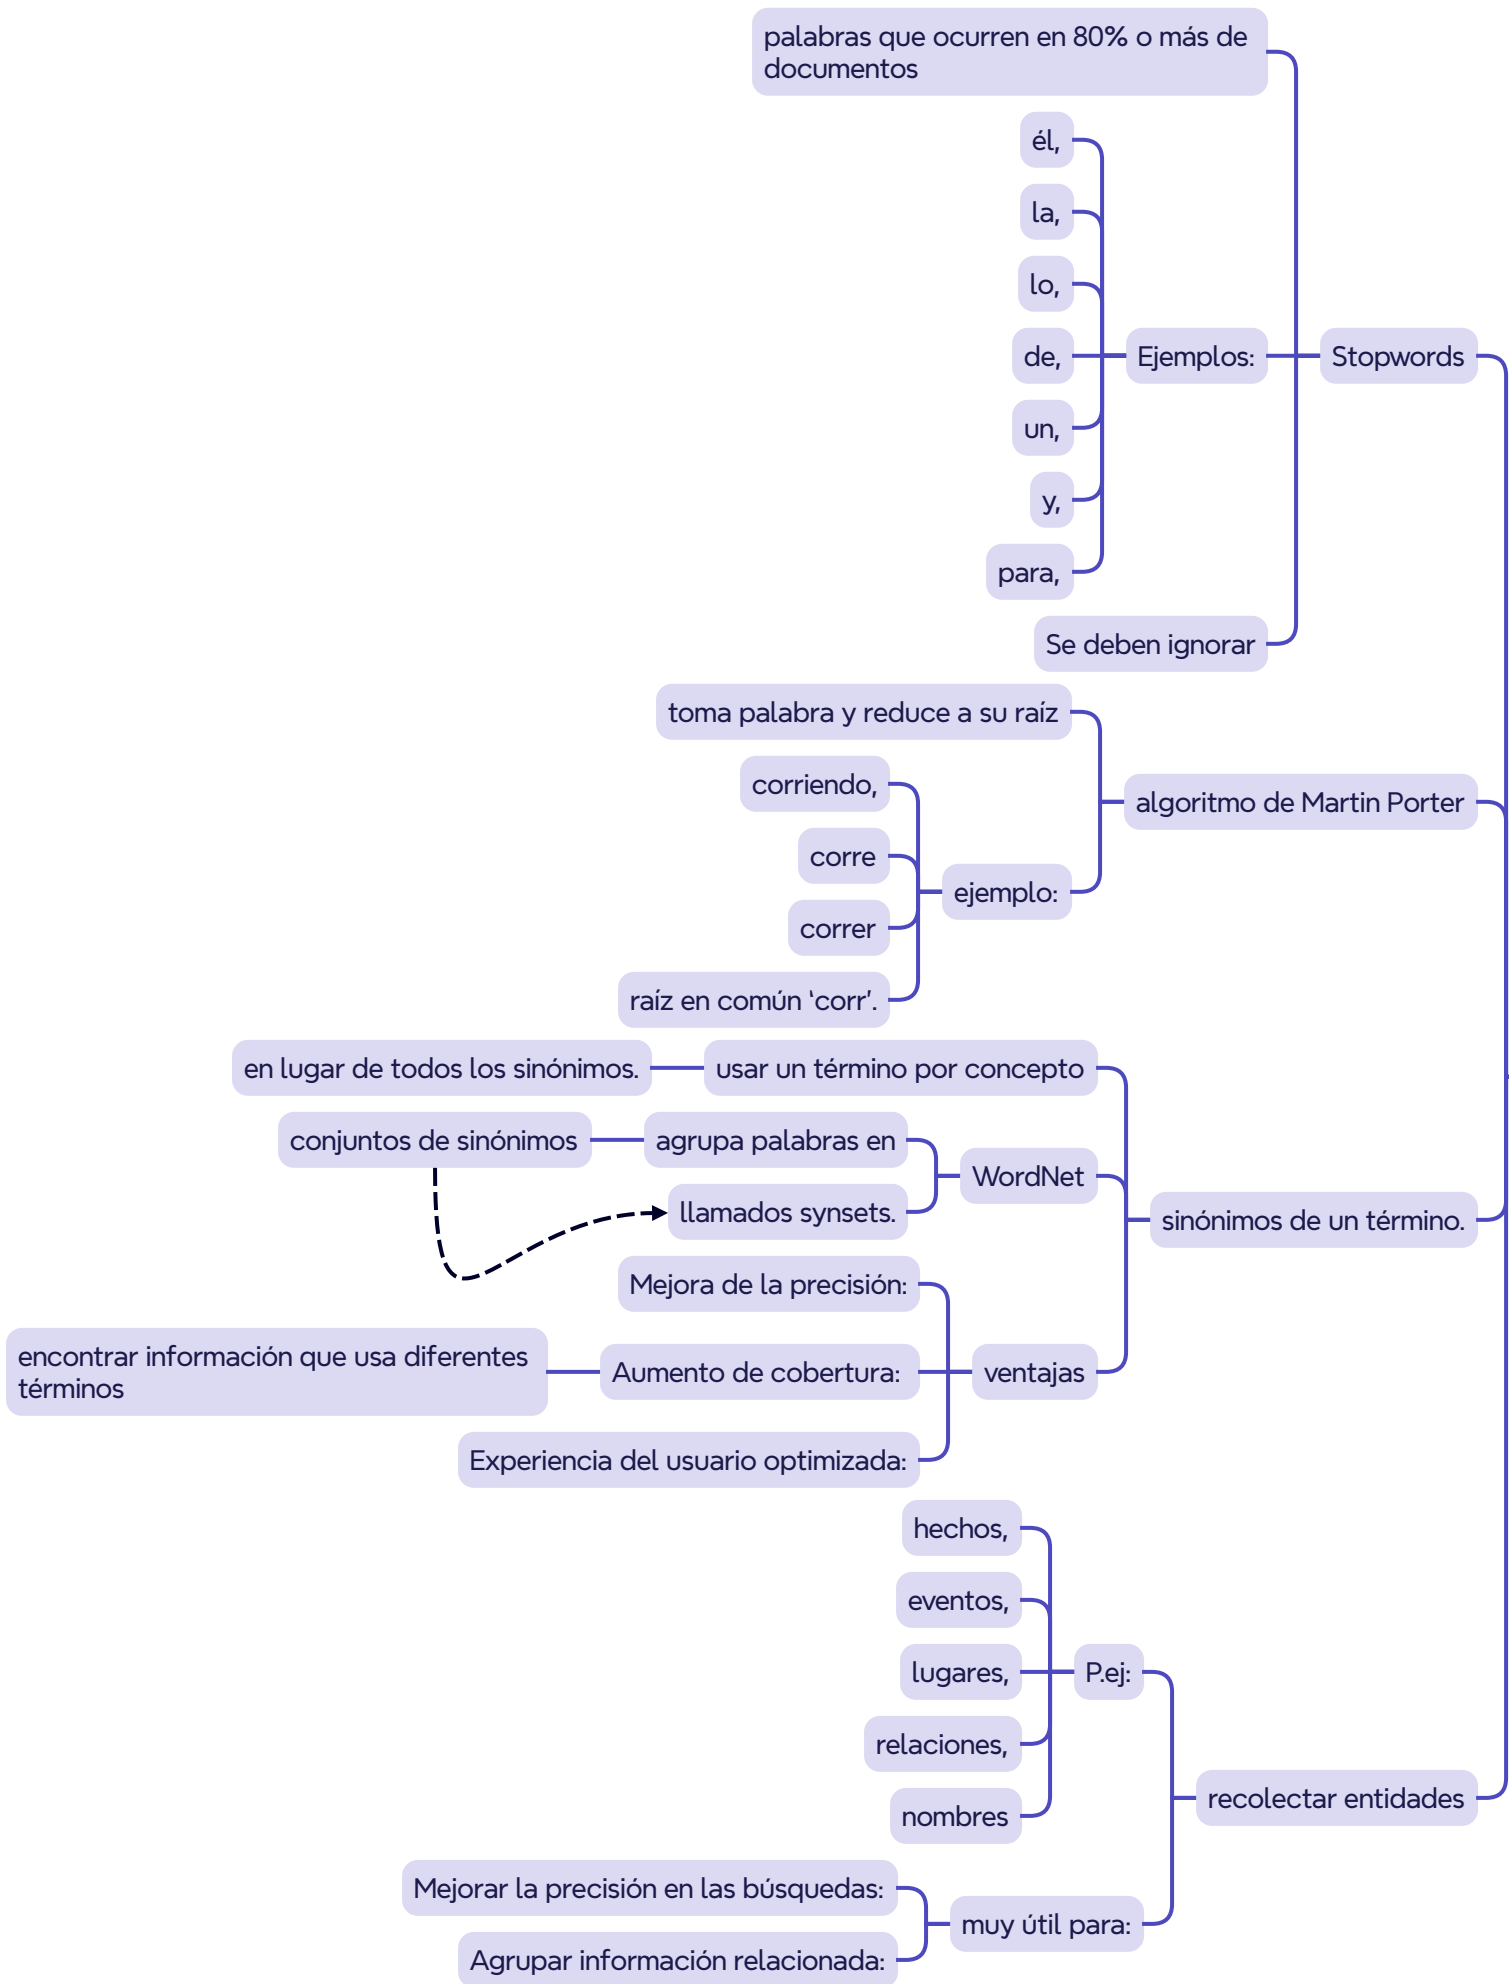 palabras que ocurren en 80% o más de
documentos
él,
la,
lo,
de,
Ejemplos:
Stopwords
un,
y,
para,
Se deben ignorar
toma palabra y reduce a su raíz
corriendo,
algoritmo de Martin Porter
corre
ejemplo:
correr
raíz en común ‘corr’.
en lugar de todos los sinónimos.
usar un término por concepto
conjuntos de sinónimos
agrupa palabras en
WordNet
llamados synsets.
sinónimos de un término.
Mejora de la precisión:
encontrar información que usa diferentes
términos
Aumento de cobertura:
ventajas
Experiencia del usuario optimizada:
hechos,
eventos,
lugares,
P.ej:
relaciones,
nombres
recolectar entidades
Mejorar la precisión en las búsquedas:
muy útil para:
Agrupar información relacionada: